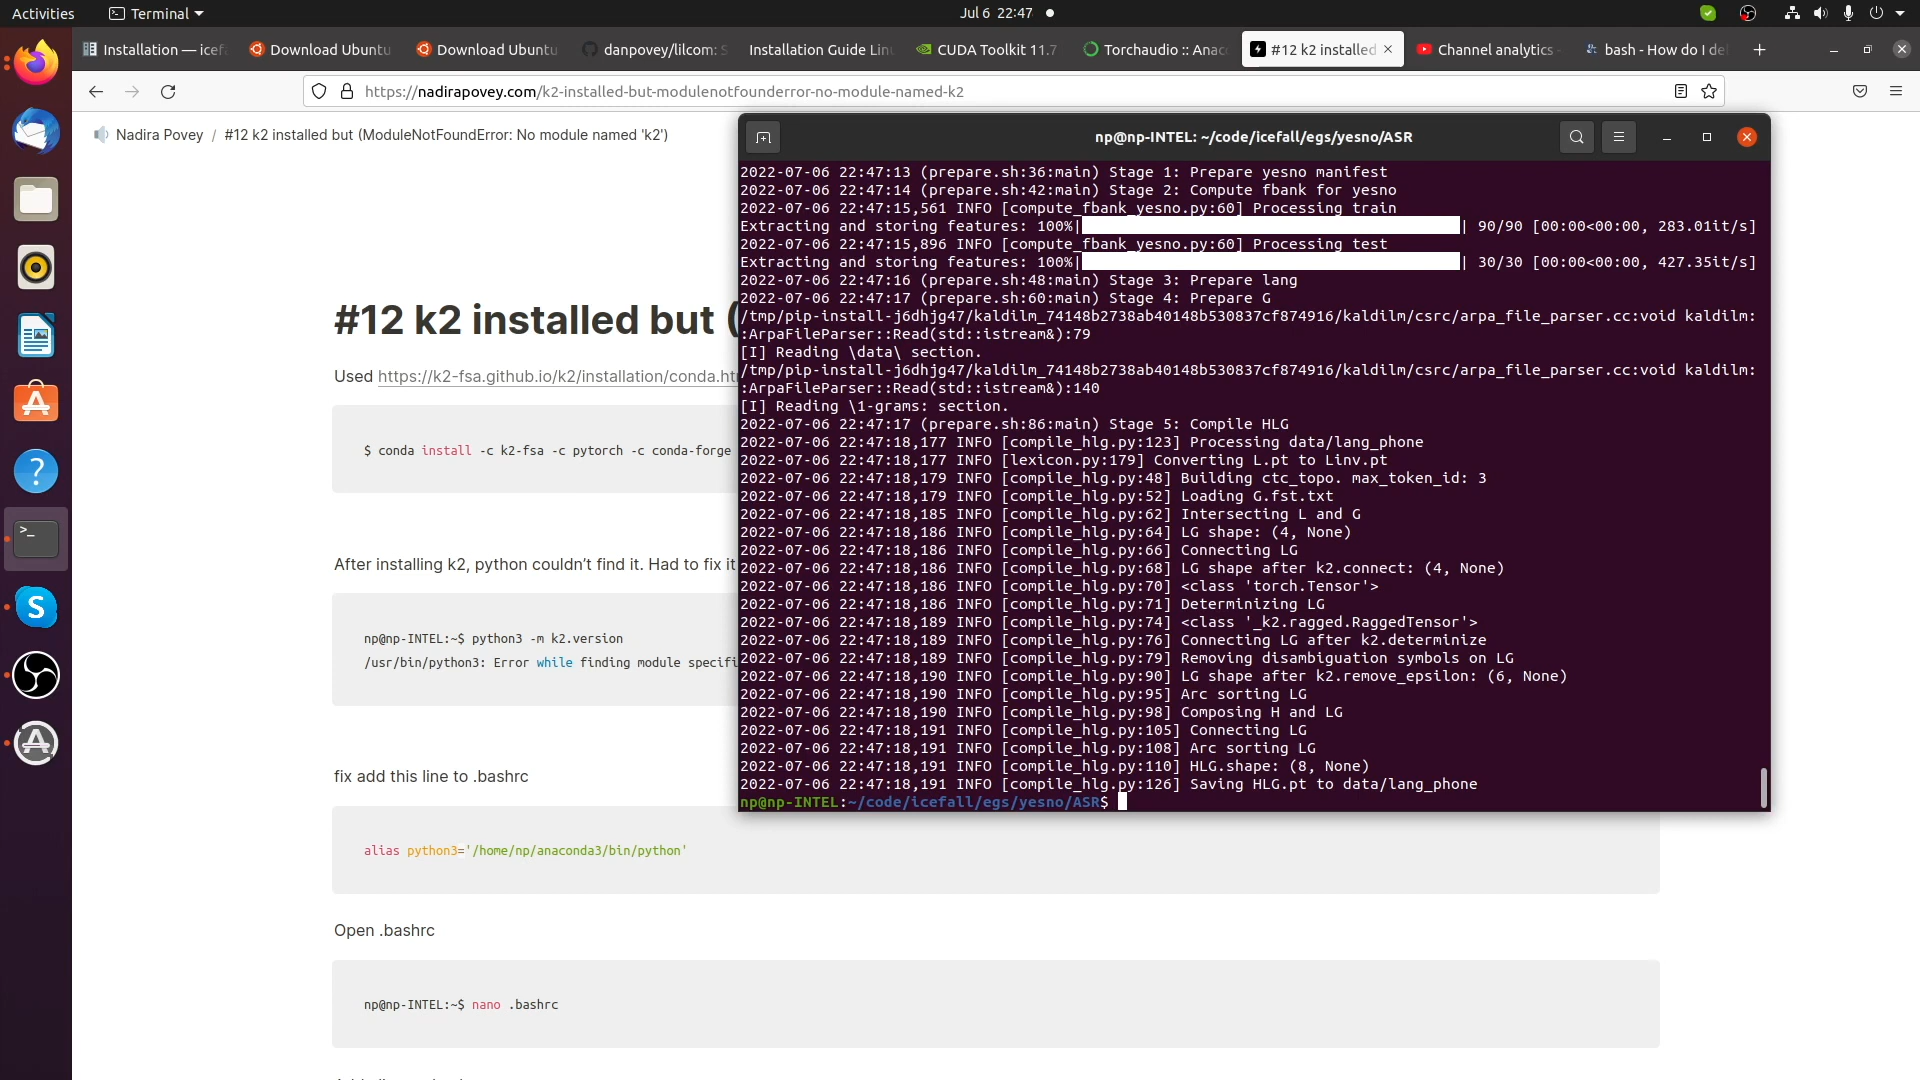 Activities
Terminal
Jul 6 22:47
Installation — icefa
Download Ubuntu
Download Ubuntu
danpovey/lilcom: S
Installation Guide Lin
CUDA Toolkit 11.7
Torchaudio :: Anac
#12 k2 installed
Channel analytics -
bash - How do I de
https://nadirapovey.com/k2-installed-but-modulenotfounderror-no-module-named-k2
Nadira Povey / #12 k2 installed but (ModuleNotFoundError: No module named 'k2')
#12 k2 installed but (
Used https://k2-fsa.github.io/k2/installation/conda.ht
$ conda install -c k2-fsa -c pytorch -c conda-forge
After installing k2, python couldn't find it. Had to fix it
np@np-INTEL:~$ python3 -m k2.version
/usr/bin/python3: Error while finding module specifi
fix add this line to .bashrc
alias python3='/home/np/anaconda3/bin/python'
Open .bashrc
np@np-INTEL:~$ nano .bashrc
np@np-INTEL: ~/code/icefall/egs/yesno/ASR
2022-07-06 22:47:13 (prepare.sh:36:main) Stage 1: Prepare yesno manifest
2022-07-06 22:47:14 (prepare.sh:42:main) Stage 2: Compute fbank for yesno
2022-07-06 22:47:15,561 INFO [compute_fbank_yesno.py:60] Processing train
Extracting and storing features: 100%| | 90/90 [00:00<00:00, 283.01it/s]
2022-07-06 22:47:15,896 INFO [compute_fbank_yesno.py:60] Processing test
Extracting and storing features: 100%| | 30/30 [00:00<00:00, 427.35it/s]
2022-07-06 22:47:16 (prepare.sh:48:main) Stage 3: Prepare lang
2022-07-06 22:47:17 (prepare.sh:60:main) Stage 4: Prepare G
/tmp/pip-install-j6dhjg47/kaldilm_74148b2738ab40148b530837cf874916/kaldilm/csrc/arpa_file_parser.cc:void kaldilm:
:ArpaFileParser::Read(std::istream&):79
[I] Reading \data\ section.
/tmp/pip-install-j6dhjg47/kaldilm_74148b2738ab40148b530837cf874916/kaldilm/csrc/arpa_file_parser.cc:void kaldilm:
:ArpaFileParser::Read(std::istream&):140
[I] Reading \1-grams: section.
2022-07-06 22:47:17 (prepare.sh:86:main) Stage 5: Compile HLG
2022-07-06 22:47:18,177 INFO [compile_hlg.py:123] Processing data/lang_phone
2022-07-06 22:47:18,177 INFO [lexicon.py:179] Converting L.pt to Linv.pt
2022-07-06 22:47:18,179 INFO [compile_hlg.py:48] Building ctc_topo. max_token_id: 3
2022-07-06 22:47:18,179 INFO [compile_hlg.py:52] Loading G.fst.txt
2022-07-06 22:47:18,185 INFO [compile_hlg.py:62] Intersecting L and G
2022-07-06 22:47:18,186 INFO [compile_hlg.py:64] LG shape: (4, None)
2022-07-06 22:47:18,186 INFO [compile_hlg.py:66] Connecting LG
2022-07-06 22:47:18,186 INFO [compile_hlg.py:68] LG shape after k2.connect: (4, None)
2022-07-06 22:47:18,186 INFO [compile_hlg.py:70] <class 'torch.Tensor'>
2022-07-06 22:47:18,186 INFO [compile_hlg.py:71] Determinizing LG
2022-07-06 22:47:18,189 INFO [compile_hlg.py:74] <class '_k2.ragged.RaggedTensor'>
2022-07-06 22:47:18,189 INFO [compile_hlg.py:76] Connecting LG after k2.determinize
2022-07-06 22:47:18,189 INFO [compile_hlg.py:79] Removing disambiguation symbols on LG
2022-07-06 22:47:18,190 INFO [compile_hlg.py:90] LG shape after k2.remove_epsilon: (6, None)
2022-07-06 22:47:18,190 INFO [compile_hlg.py:95] Arc sorting LG
2022-07-06 22:47:18,190 INFO [compile_hlg.py:98] Composing H and LG
2022-07-06 22:47:18,191 INFO [compile_hlg.py:105] Connecting LG
2022-07-06 22:47:18,191 INFO [compile_hlg.py:108] Arc sorting LG
2022-07-06 22:47:18,191 INFO [compile_hlg.py:110] HLG.shape: (8, None)
2022-07-06 22:47:18,191 INFO [compile_hlg.py:126] Saving HLG.pt to data/lang_phone
np@np-INTEL:~/code/icefall/egs/yesno/ASR$